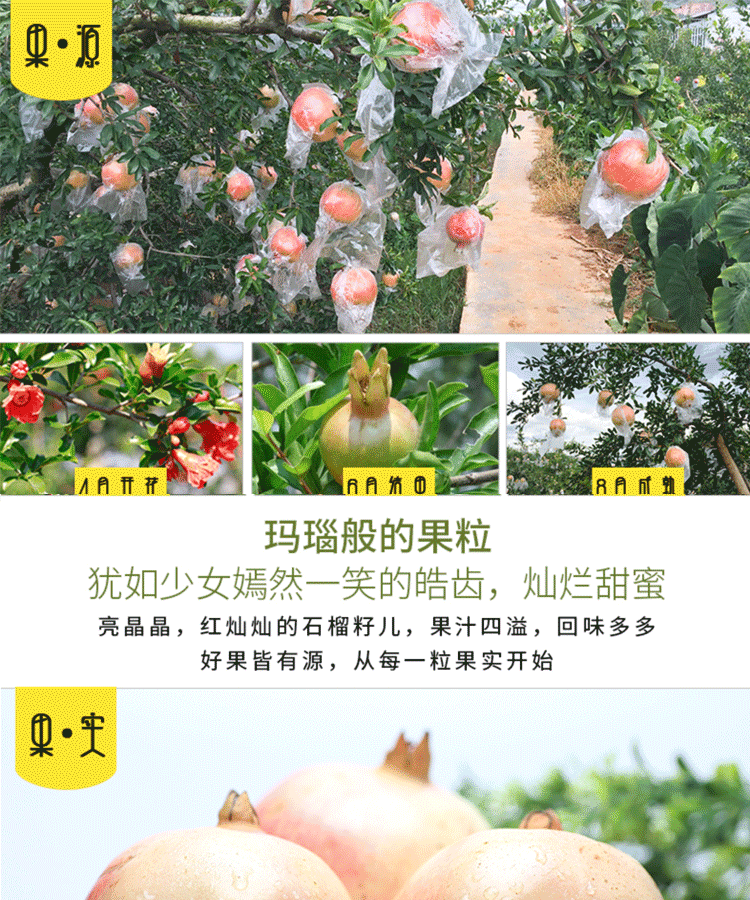 果·源
4月开花
6月结田
8月成熟
玛瑙般的果粒
犹如少女嫣然一笑的皓齿，灿烂甜蜜
亮晶晶，红灿灿的石榴籽儿，果汁四溢，回味多多
好果皆有源，从每一粒果实开始
果·实